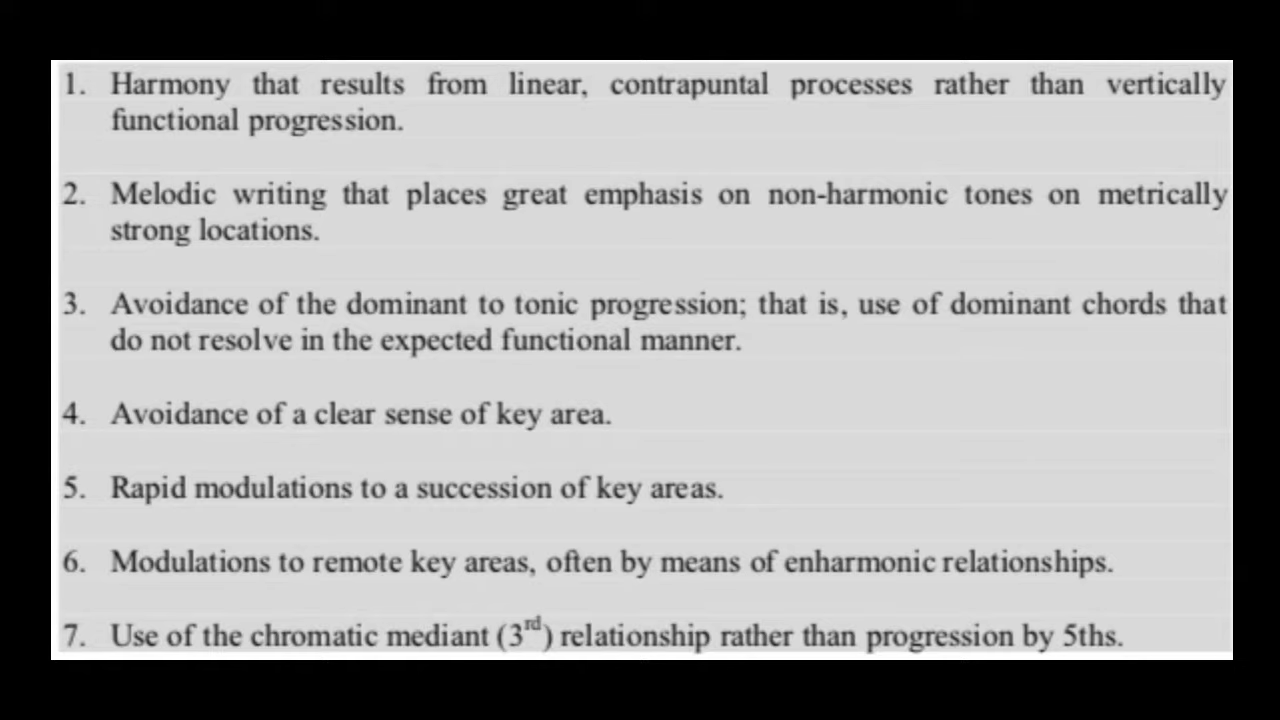 1. Harmony that results from linear, contrapuntal processes rather than vertically
functional progression.
2. Melodic writing that places great emphasis on non-harmonic tones on metrically
strong locations.
3. Avoidance of the dominant to tonic progression; that is, use of dominant chords that
do not resolve in the expected functional manner.
4. Avoidance of a clear sense of key area.
5. Rapid modulations to a succession of key areas.
6. Modulations to remote key areas, often by means of enharmonic relationships.
7. Use of the chromatic mediant (3rd) relationship rather than progression by 5ths.